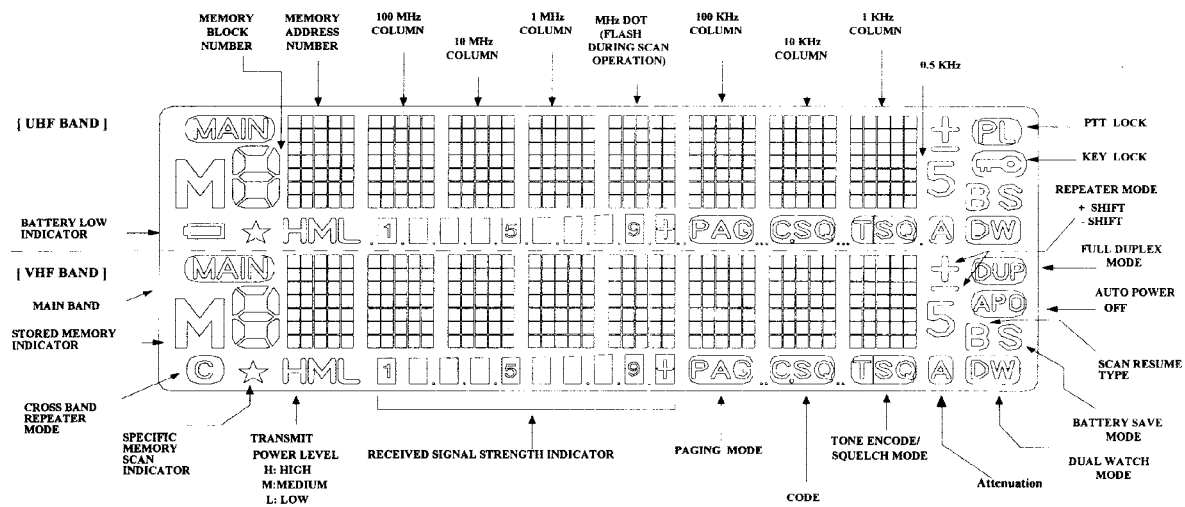 MEMORY
BLOCK
NUMBER
MEMORY
ADDRESS
NUMBER
100 MHz
COLUMN
10 MHz
COLUMN
1 MHz
COLUMN
MHz DOT
(FLASH
DURING SCAN
OPERATION)
100 KHz
COLUMN
10 KHz
COLUMN
1 KHz
COLUMN
0.5 KHz
[ UHF BAND ]
MAIN
M
+
-
5
PL
BS
PTT LOCK
KEY LOCK
REPEATER MODE
+ SHIFT
- SHIFT
BATTERY LOW
INDICATOR
HML 1 5 9 + PAG CSQ TSQ A DW
[ VHF BAND ]
MAIN
M
+
-
5
DUP
APO
BS
FULL DUPLEX
MODE
MAIN BAND
AUTO POWER
OFF
STORED MEMORY
INDICATOR
C HML 1 5 9 + PAG CSQ TSQ A DW
SCAN RESUME
TYPE
CROSS BAND
REPEATER
MODE
SPECIFIC
MEMORY
SCAN
INDICATOR
TRANSMIT
POWER LEVEL
H: HIGH
M:MEDIUM
L: LOW
RECEIVED SIGNAL STRENGTH INDICATOR
PAGING MODE
CODE
TONE ENCODE/
SQUELCH MODE
Attenuation
BATTERY SAVE
MODE
DUAL WATCH
MODE